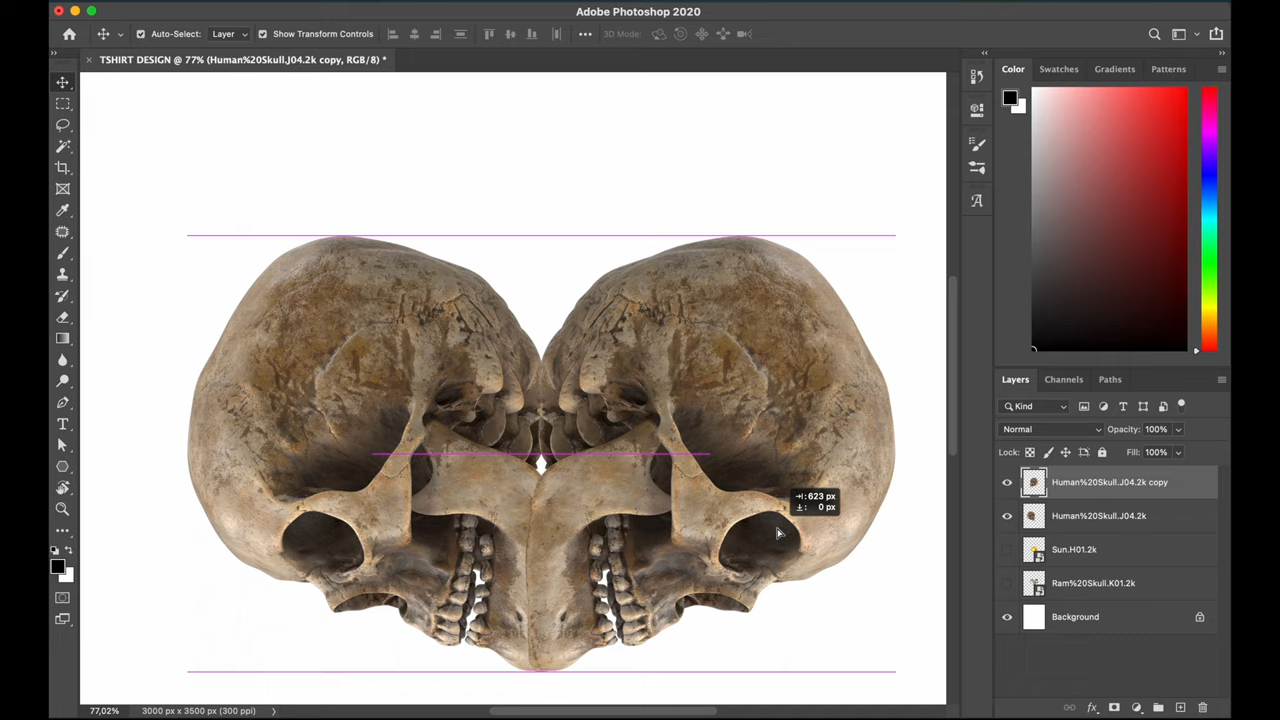 Adobe Photoshop 2020
Auto-Select: Layer Show Transform Controls 3D Mode:
TSHIRT DESIGN @ 77% (Human%20Skull.J04.2k copy, RGB/8) *
Color Swatches Gradients Patterns
Layers Channels Paths
Kind
Normal Opacity: 100%
Lock: Fill: 100%
Human%20Skull.J04.2k copy
Human%20Skull.J04.2k
Sun.H01.2k
Ram%20Skull.K01.2k
Background
623 px
0 px
77,02% 3000 px x 3500 px (300 ppi)